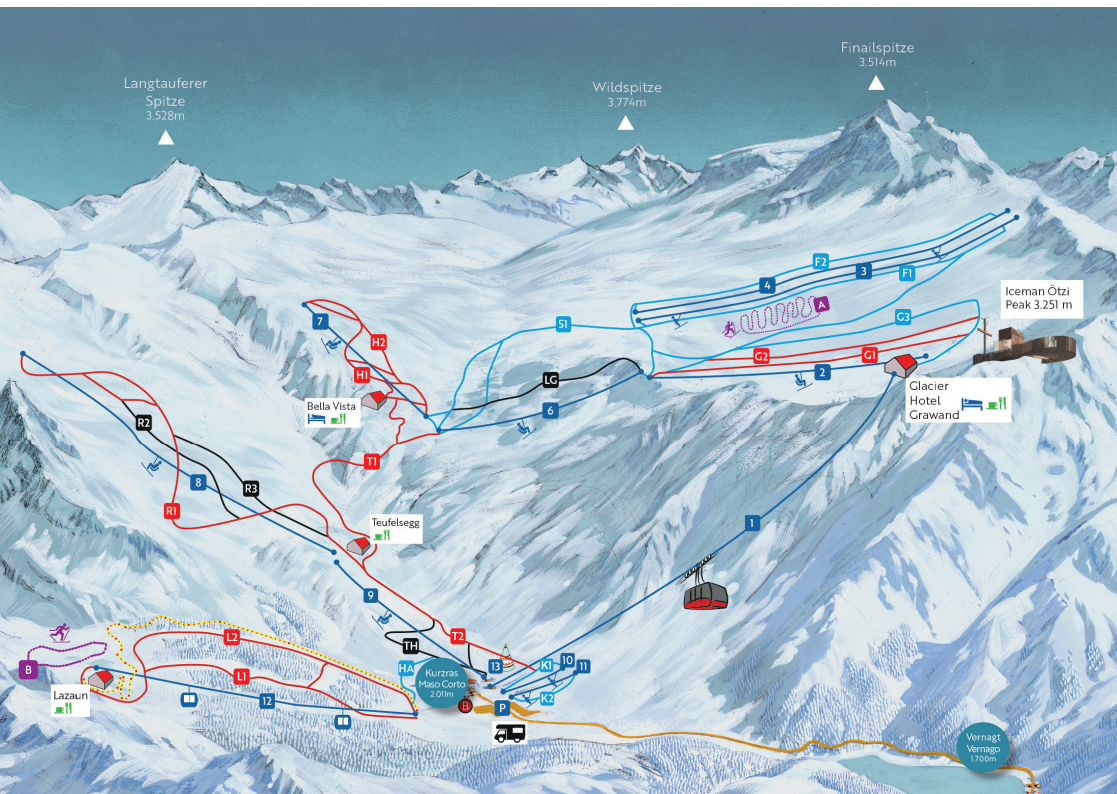 Langtauferer
Spitze
3.528m
Wildspitze
3.774m
Finailspitze
3.514m
F2
3
4
F1
A
Iceman Ötzi
Peak 3.251 m
7
S1
G3
H2
G2
G1
H1
LG
2
Bella Vista
6
Glacier
Hotel
Grawand
R2
T1
8
R3
R1
Teufelsegg
1
9
L2
T2
TH
B
HA
Kurzras
Maso Corto
2.011m
13
K1
10
11
L1
Lazaun
12
K2
B
P
Vernagt
Vernago
1.700m